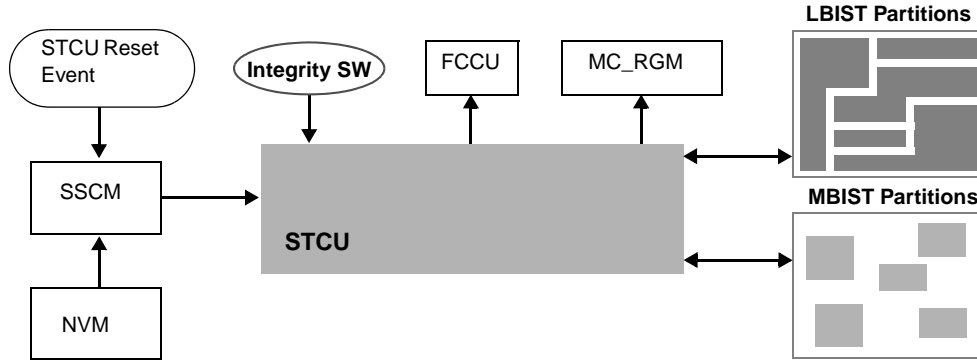 LBIST Partitions
STCU Reset
Event
Integrity SW
FCCU
MC_RGM
SSCM
MBIST Partitions
STCU
NVM